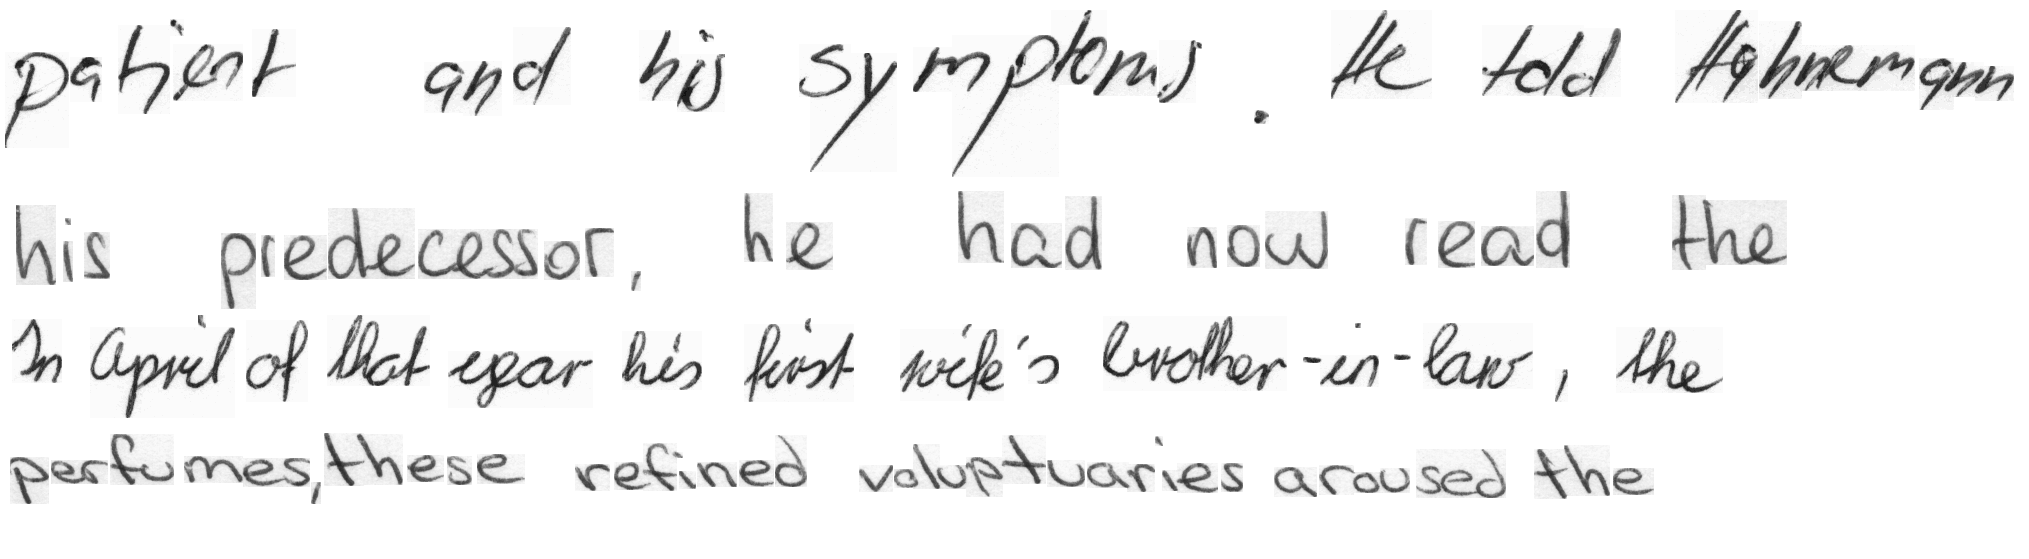 patient and his symptoms. He told Hahnemann
his predecessor, he had now read the
In April of that year his first wife's brother-in-law, the
perfumes, these refined voluptuaries aroused the